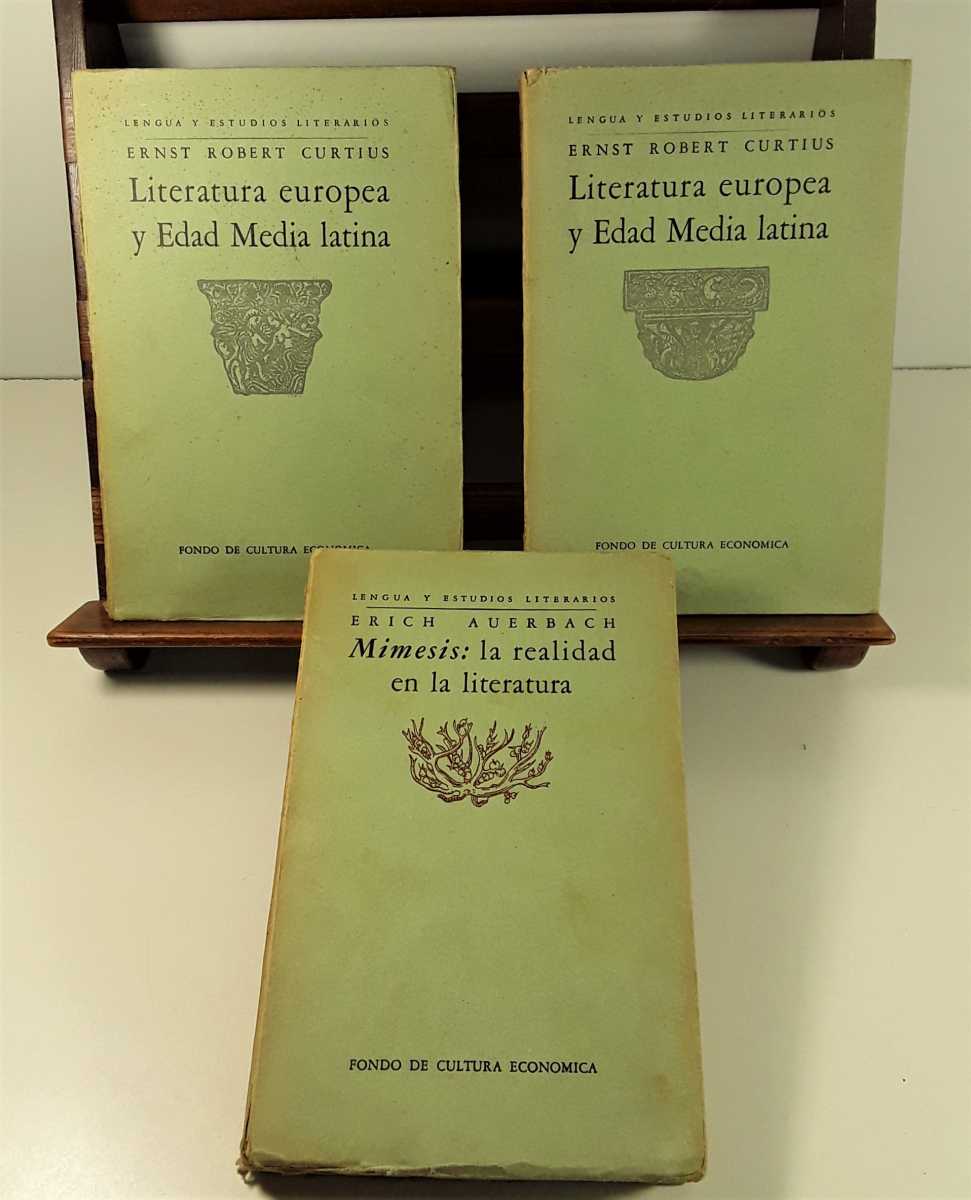 LENGUA Y ESTUDIOS LITERARIOS
ERNST ROBERT CURTIUS
Literatura europea
y Edad Media latina
FONDO DE CULTURA ECONOMICA
LENGUA Y ESTUDIOS LITERARIOS
ERNST ROBERT CURTIUS
Literatura europea
y Edad Media latina
FONDO DE CULTURA ECONOMICA
LENGUA Y ESTUDIOS LITERARIOS
ERICH AUERBACH
Mimesis: la realidad
en la literatura
FONDO DE CULTURA ECONOMICA